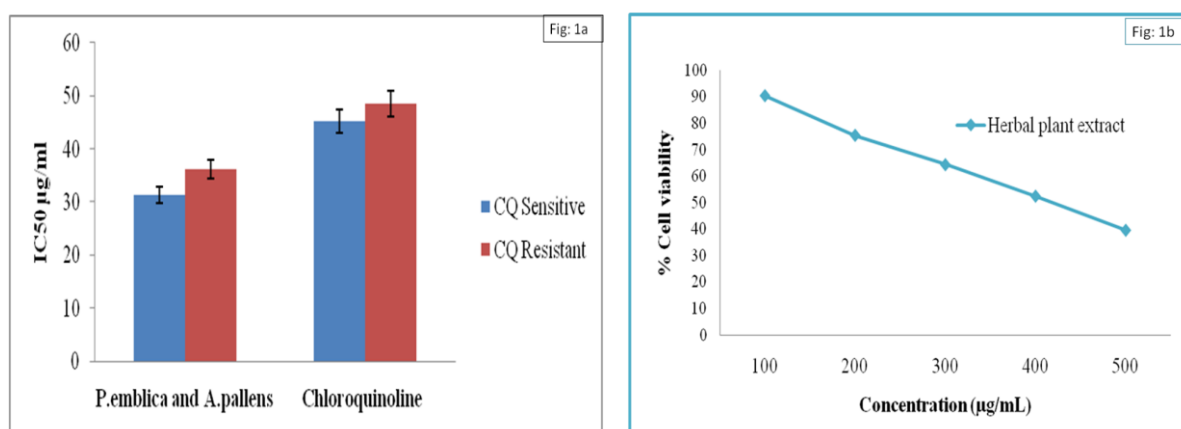 Fig: 1a
60
50
40
30
20
10
0
IC50 µg/ml
P.emblica and A.pallens
Chloroquinoline
CQ Sensitive
CQ Resistant
Fig: 1b
100
90
80
70
60
50
40
30
20
10
0
% Cell viability
Herbal plant extract
100 200 300 400 500
Concentration (µg/mL)